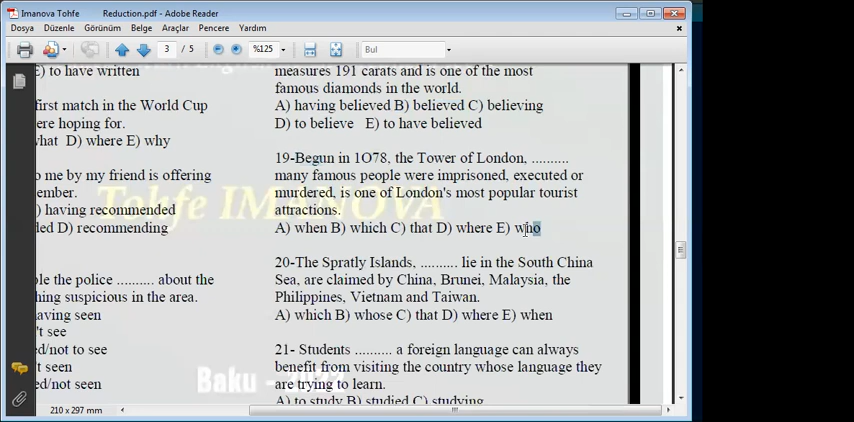 Imanova Tohfe Reduction.pdf - Adobe Reader
Dosya Düzenle Görünüm Belge Araçlar Pencere Yardım
3 / 5 %125 Bul
E) to have written
first match in the World Cup
ere hoping for.
what D) where E) why
o me by my friend is offering
ember.
) having recommended
ded D) recommending
ple the police .......... about the
hing suspicious in the area.
aving seen
't see
ed/not to see
't seen
ed/not to seen
measures 191 carats and is one of the most
famous diamonds in the world.
A) having believed B) believed C) believing
D) to believe E) to have believed
19-Begun in 1O78, the Tower of London, ..........
many famous people were imprisoned, executed or
murdered, is one of London's most popular tourist
attractions.
A) when B) which C) that D) where E) who
20-The Spratly Islands, .......... lie in the South China
Sea, are claimed by China, Brunei, Malaysia, the
Philippines, Vietnam and Taiwan.
A) which B) whose C) that D) where E) when
21- Students .......... a foreign language can always
benefit from visiting the country whose language they
are trying to learn.
A) to study B) studied C) studying
Tohfe IMANOVA
210 x 297 mm